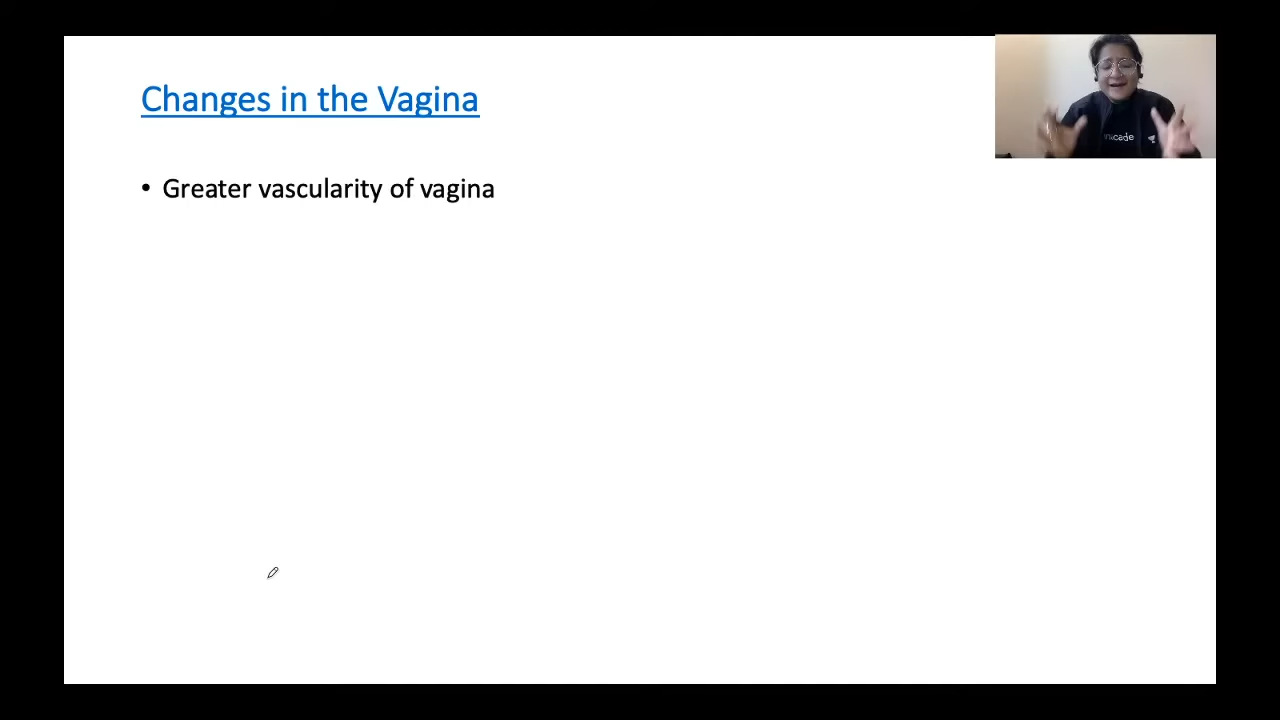 Changes in the Vagina
• Greater vascularity of vagina